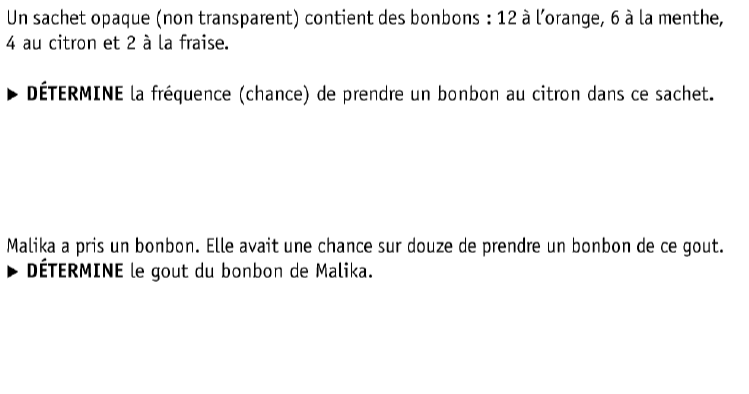 Un sachet opaque (non transparent) contient des bonbons : 12 à l'orange, 6 à la menthe,
4 au citron et 2 à la fraise.
► DÉTERMINE la fréquence (chance) de prendre un bonbon au citron dans ce sachet.
Malika a pris un bonbon. Elle avait une chance sur douze de prendre un bonbon de ce gout.
► DÉTERMINE le gout du bonbon de Malika.